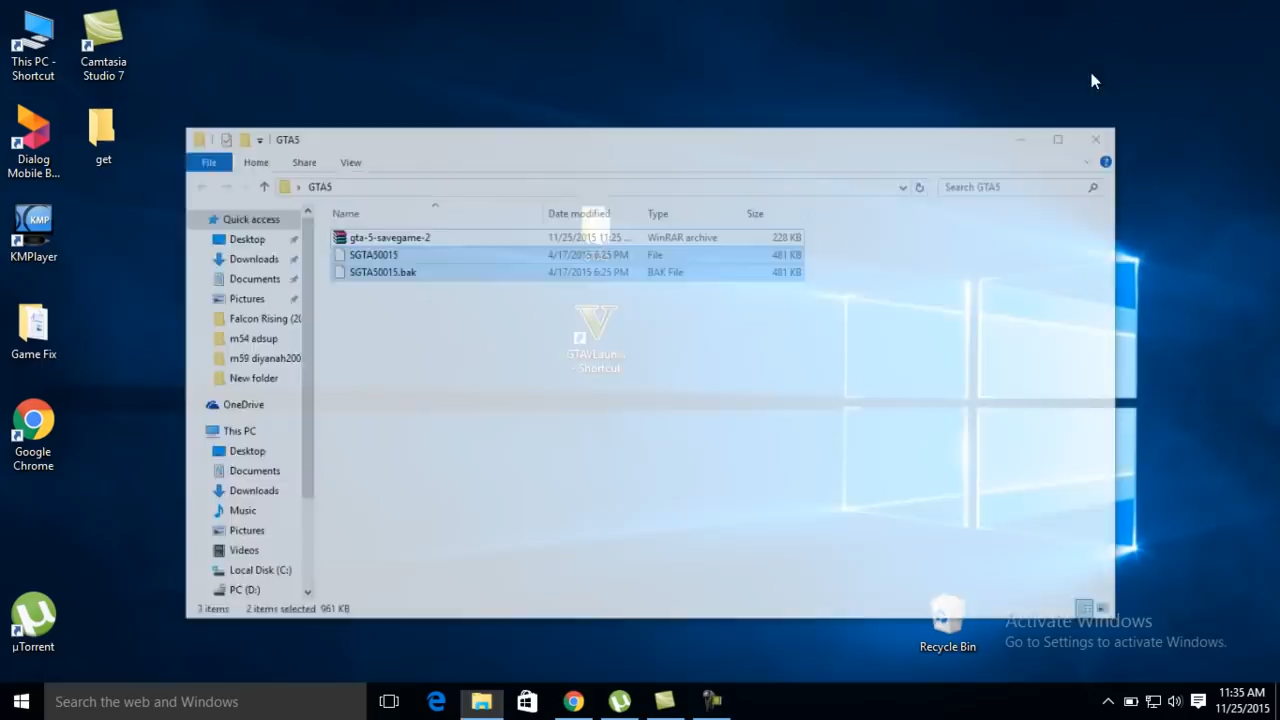 This PC -
Shortcut
Camtasia
Studio 7
Dialog
Mobile B...
get
KMPlayer
Game Fix
Google
Chrome
µTorrent
GTA5
File Home Share View
GTA5
Search GTA5
Name Date modified Type Size
gta-5-savegame-2 11/25/2015 11:25 ... WinRAR archive 228 KB
SGTA50015 4/17/2015 6:25 PM File 481 KB
SGTA50015.bak 4/17/2015 6:25 PM BAK File 481 KB
Quick access
Desktop
Downloads
Documents
Pictures
Falcon Rising (20
m54 adsup
m59 diyanah200
New folder
OneDrive
This PC
Desktop
Documents
Downloads
Music
Pictures
Videos
Local Disk (C:)
PC (D:)
3 items 2 items selected 961 KB
GTAVLaun...
- Shortcut
Recycle Bin
Activate Windows
Go to Settings to activate Windows.
Search the web and Windows
11:35 AM
11/25/2015